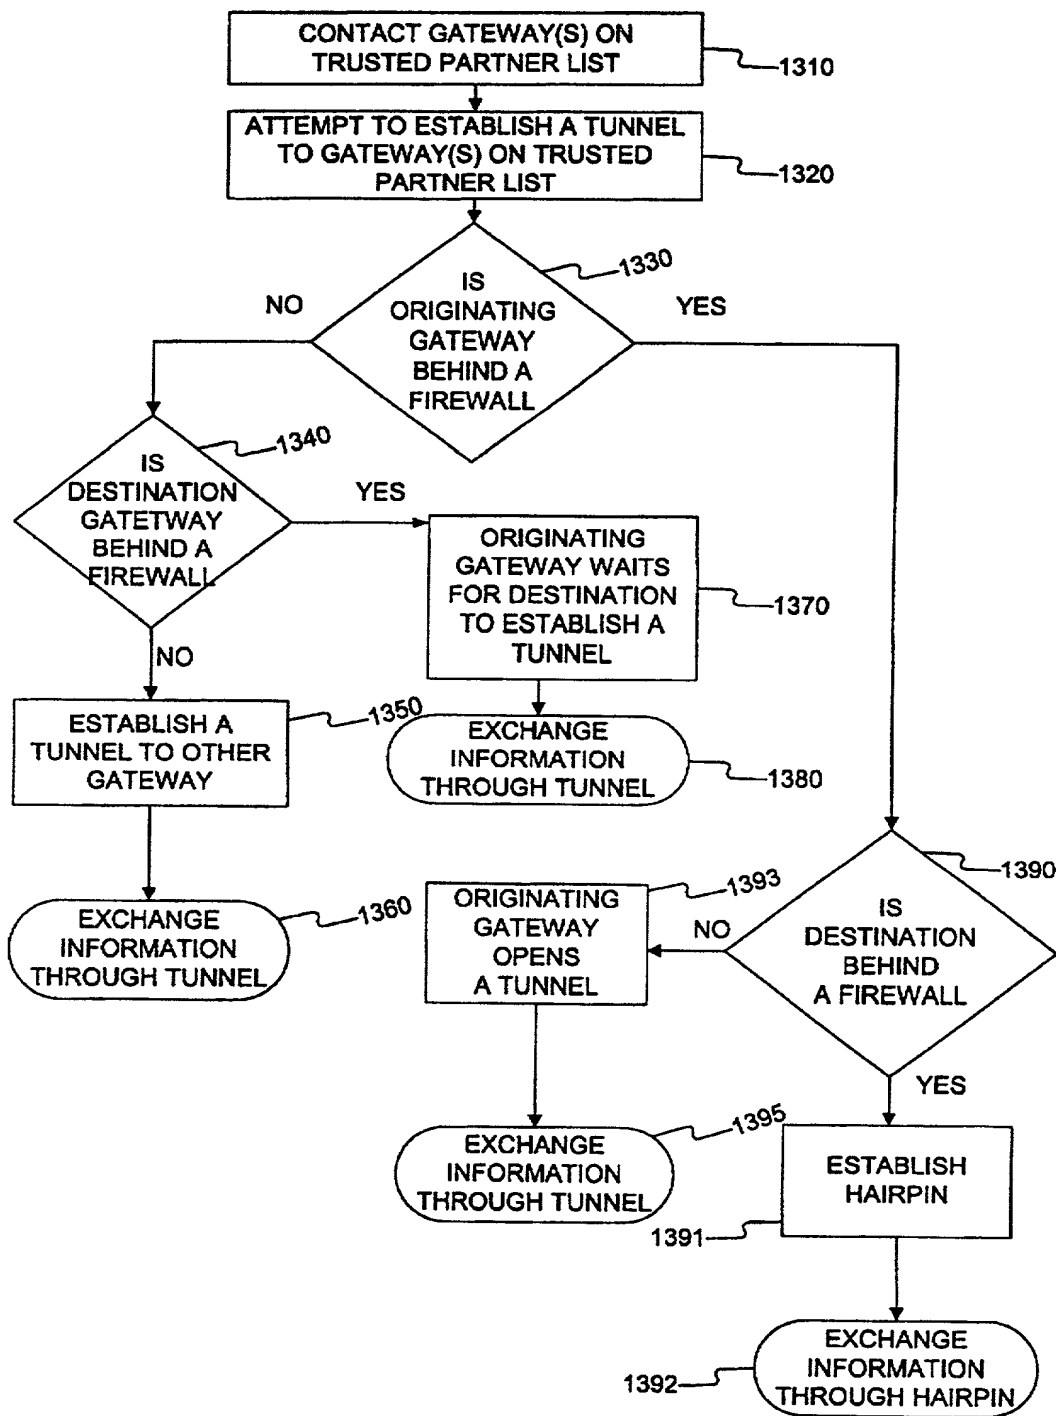 CONTACT GATEWAY(S) ON
TRUSTED PARTNER LIST
1310
ATTEMPT TO ESTABLISH A TUNNEL
TO GATEWAY(S) ON TRUSTED
PARTNER LIST
1320
1330
IS
ORIGINATING
GATEWAY
BEHIND A
FIREWALL
NO
YES
1340
IS
DESTINATION
GATETWAY
BEHIND A
FIREWALL
YES
NO
ORIGINATING
GATEWAY WAITS
FOR DESTINATION
TO ESTABLISH A
TUNNEL
1370
1350
ESTABLISH A
TUNNEL TO OTHER
GATEWAY
EXCHANGE
INFORMATION
THROUGH TUNNEL
1380
1360
EXCHANGE
INFORMATION
THROUGH TUNNEL
1390
IS
DESTINATION
BEHIND
A FIREWALL
NO
YES
1393
ORIGINATING
GATEWAY
OPENS
A TUNNEL
1395
EXCHANGE
INFORMATION
THROUGH TUNNEL
ESTABLISH
HAIRPIN
1391
EXCHANGE
INFORMATION
THROUGH HAIRPIN
1392